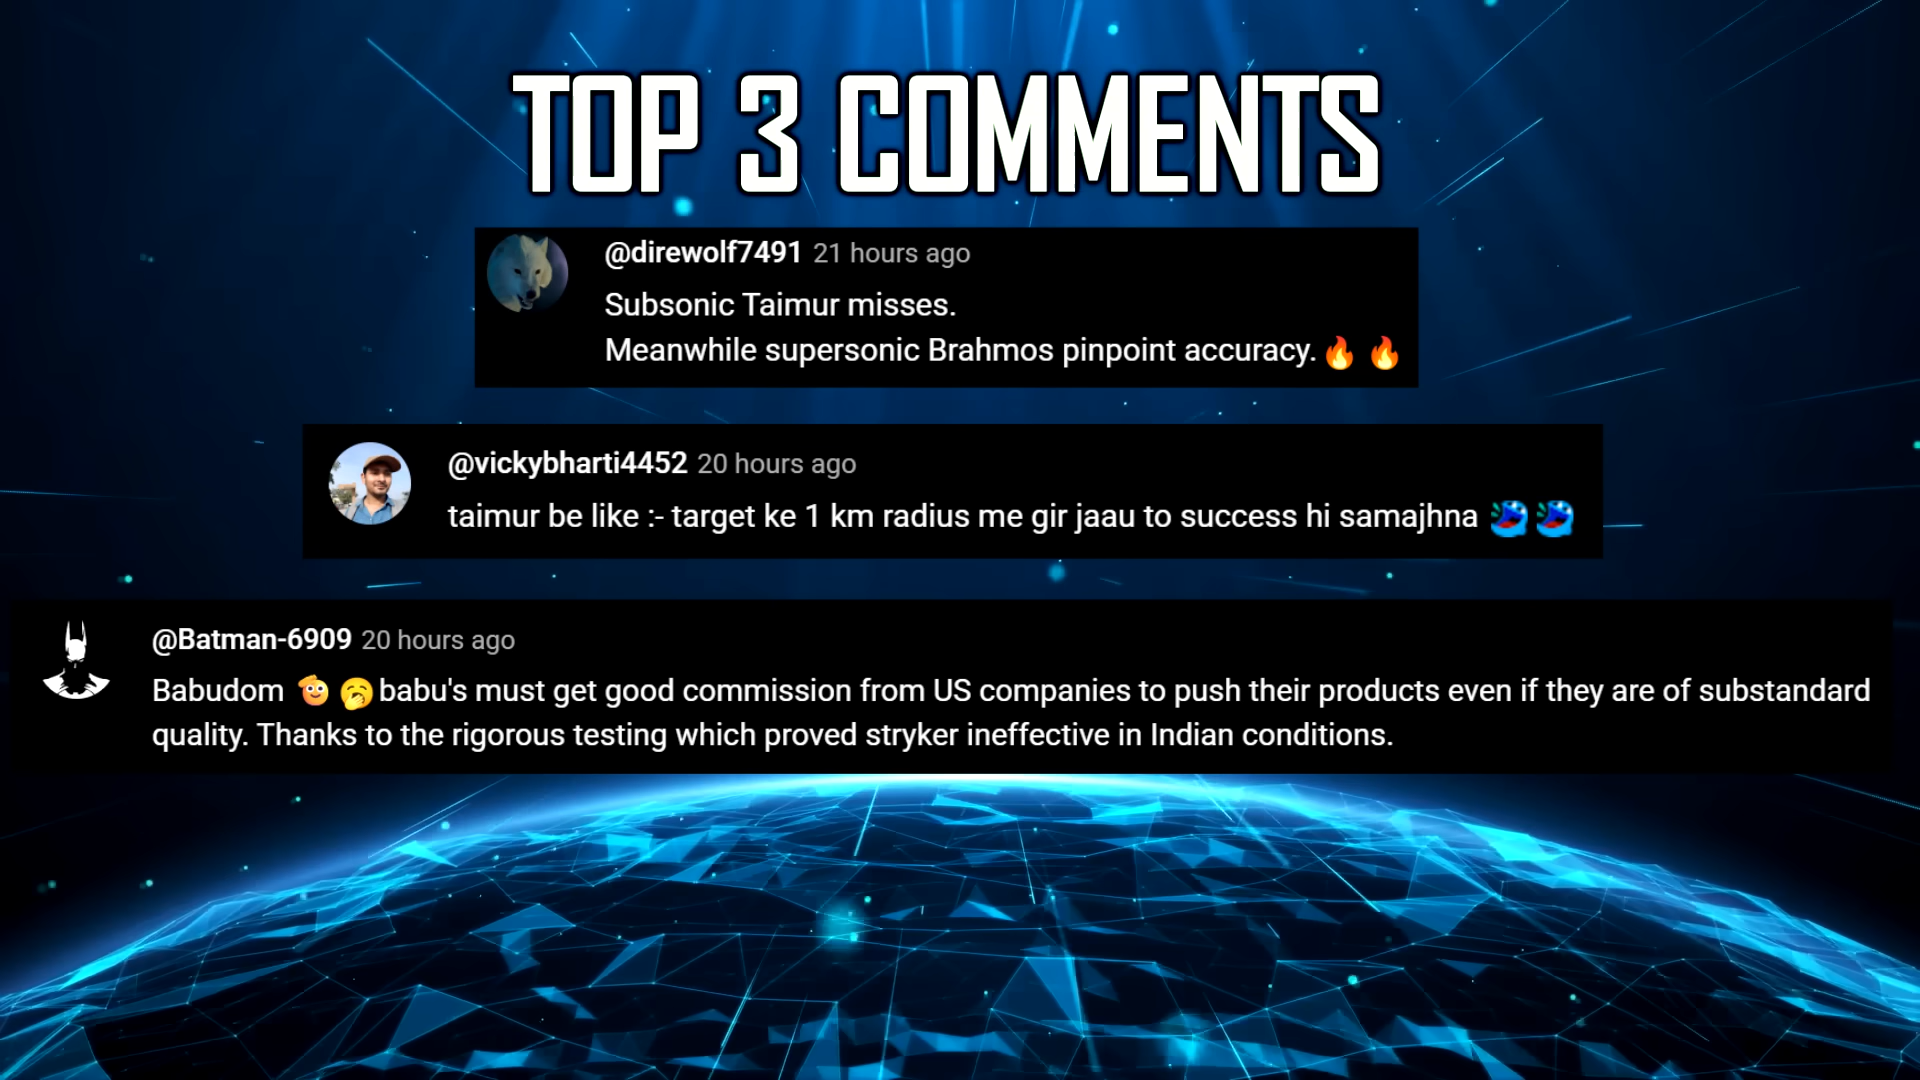 TOP 3 COMMENTS
@direwolf7491 21 hours ago
Subsonic Taimur misses.
Meanwhile supersonic Brahmos pinpoint accuracy.🔥 🔥
@vickybharti4452 20 hours ago
taimur be like :- target ke 1 km radius me gir jaau to success hi samajhna
@Batman-6909 20 hours ago
Babudom 🫡 🥱babu's must get good commission from US companies to push their products even if they are of substandard
quality. Thanks to the rigorous testing which proved stryker ineffective in Indian conditions.